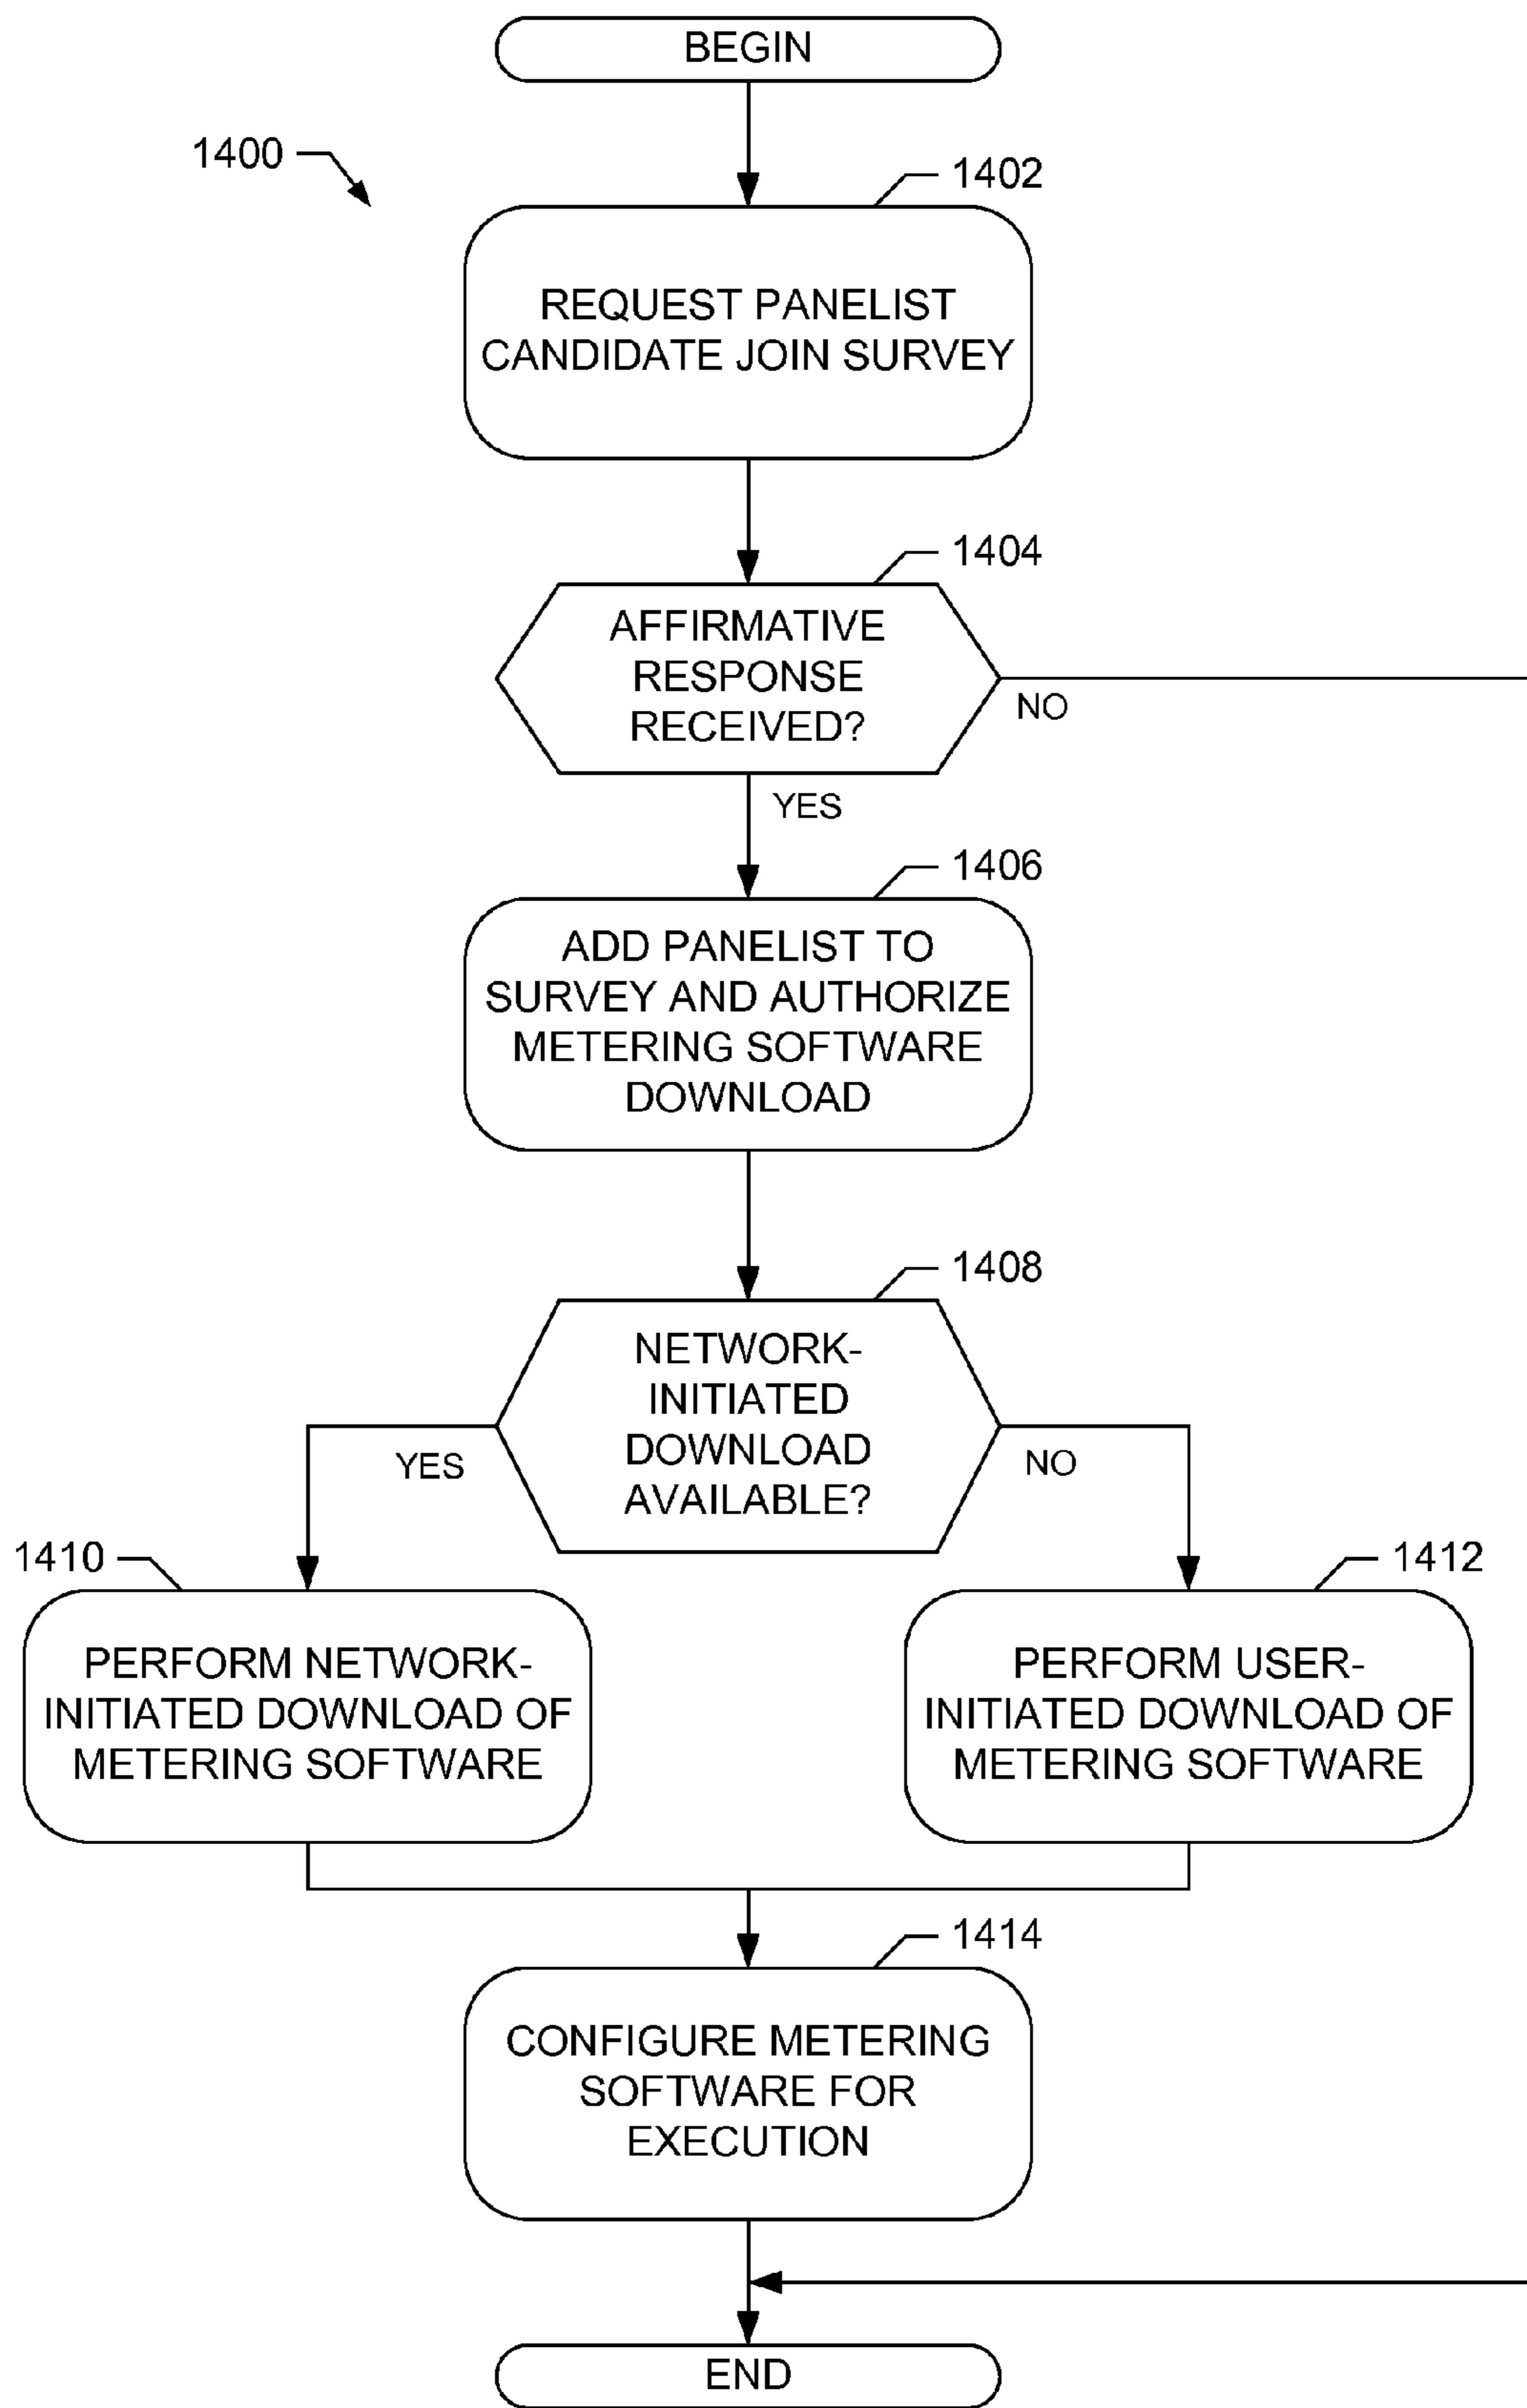 BEGIN
1400
1402
REQUEST PANELIST
CANDIDATE JOIN SURVEY
1404
AFFIRMATIVE
RESPONSE
RECEIVED?
NO
YES
1406
ADD PANELIST TO
SURVEY AND AUTHORIZE
METERING SOFTWARE
DOWNLOAD
1408
NETWORK-
INITIATED
DOWNLOAD
AVAILABLE?
YES
NO
1410
PERFORM NETWORK-
INITIATED DOWNLOAD OF
METERING SOFTWARE
1412
PERFORM USER-
INITIATED DOWNLOAD OF
METERING SOFTWARE
1414
CONFIGURE METERING
SOFTWARE FOR
EXECUTION
END